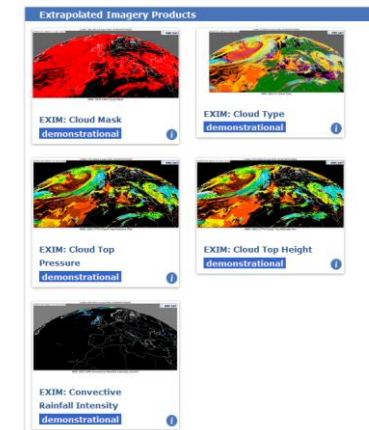 Extrapolated Imagery Products
EXIM: Cloud Mask
demonstrational
i
EXIM: Cloud Type
demonstrational
i
EXIM: Cloud Top
Pressure
demonstrational
i
EXIM: Cloud Top Height
demonstrational
i
EXIM: Convective
Rainfall Intensity
demonstrational
i